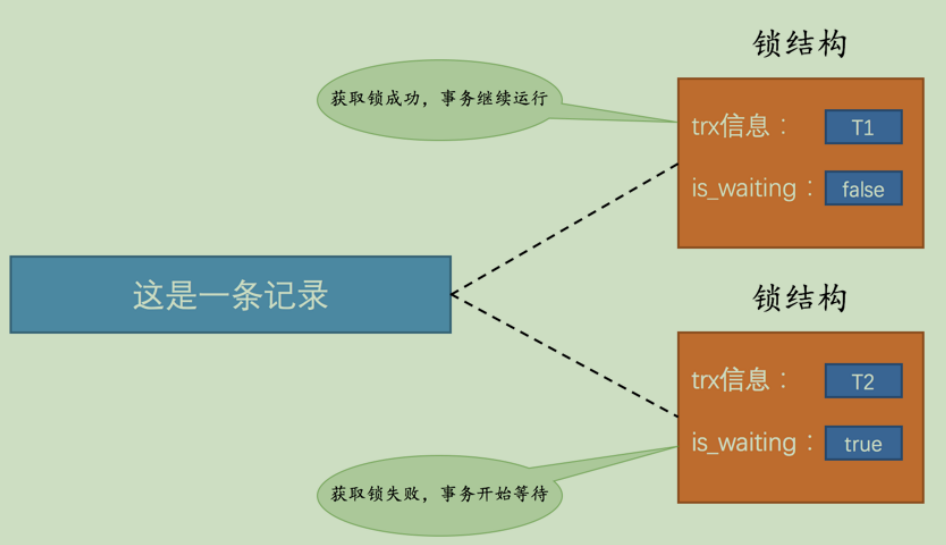 锁结构
获取锁成功，事务继续运行
trx信息： T1
is_waiting： false
这是一条记录
锁结构
trx信息： T2
is_waiting： true
获取锁失败，事务开始等待